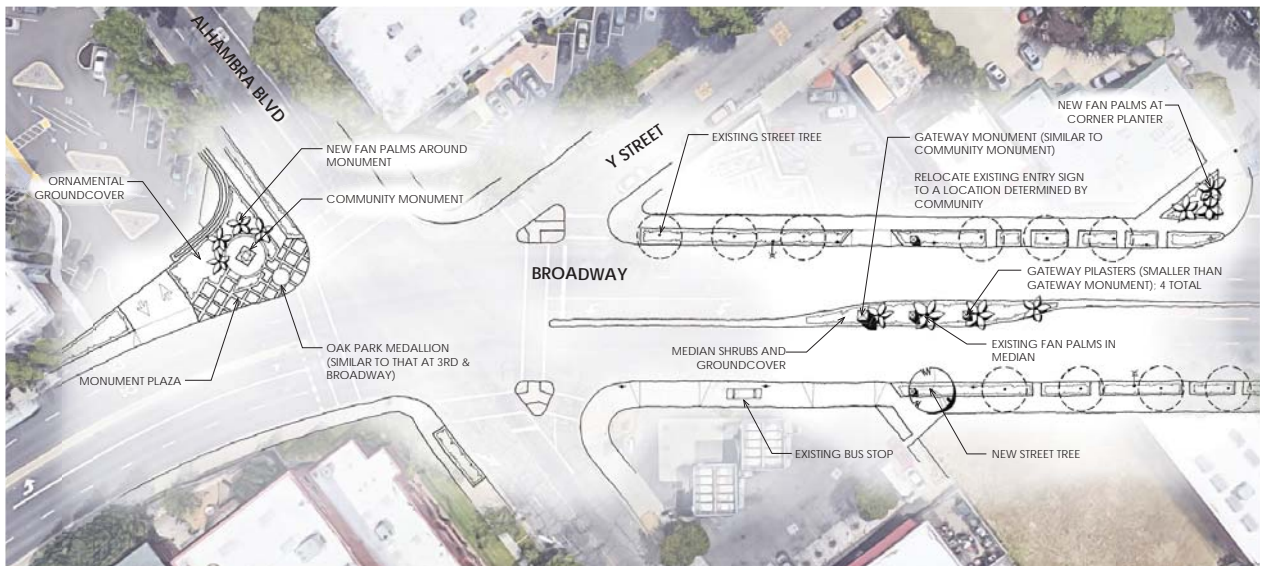 ALHAMBRA BLVD
NEW FAN PALMS AROUND
MONUMENT
ORNAMENTAL
GROUNDCOVER
COMMUNITY MONUMENT
Y STREET
EXISTING STREET TREE
GATEWAY MONUMENT (SIMILAR TO
COMMUNITY MONUMENT)
RELOCATE EXISTING ENTRY SIGN
TO A LOCATION DETERMINED BY
COMMUNITY
NEW FAN PALMS AT
CORNER PLANTER
BROADWAY
GATEWAY PILASTERS (SMALLER THAN
GATEWAY MONUMENT): 4 TOTAL
OAK PARK MEDALLION
(SIMILAR TO THAT AT 3RD &
BROADWAY)
MONUMENT PLAZA
MEDIAN SHRUBS AND
GROUNDCOVER
EXISTING FAN PALMS IN
MEDIAN
EXISTING BUS STOP
NEW STREET TREE